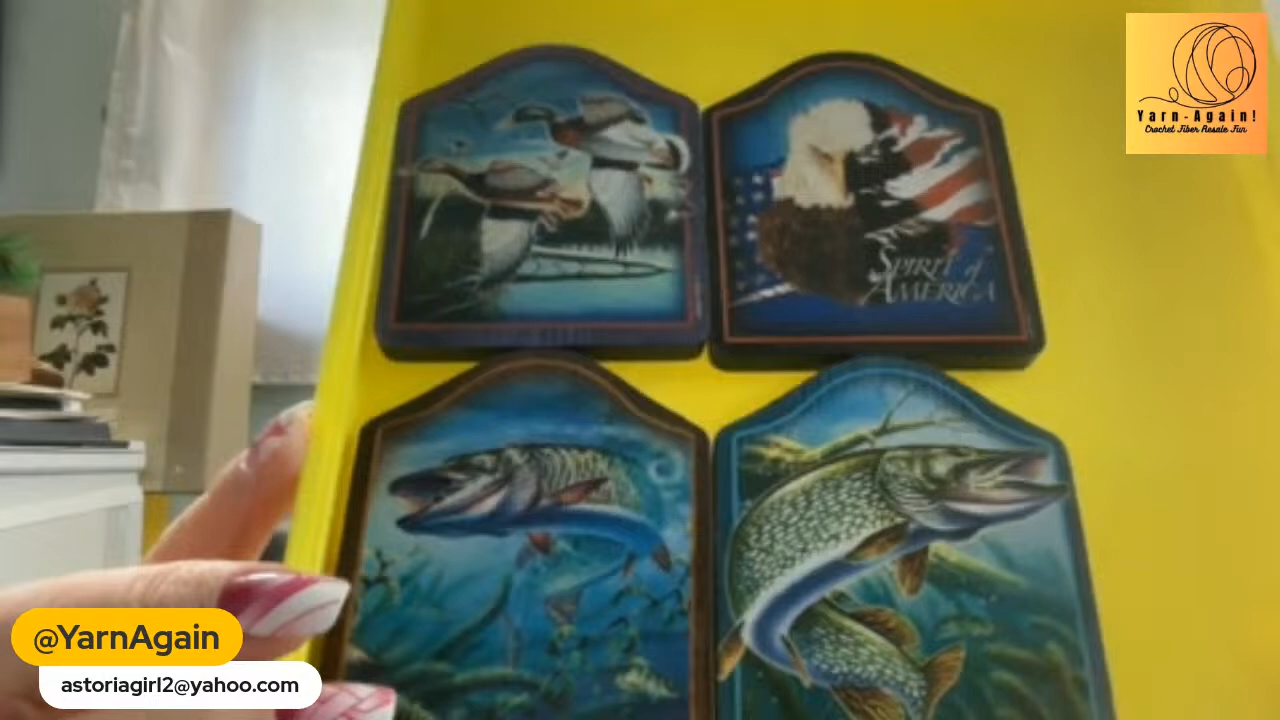 Yarn-Again!
Crochet Fiber Resale Fun
SPIRIT of
AMERICA
@YarnAgain
astoriagirl2@yahoo.com